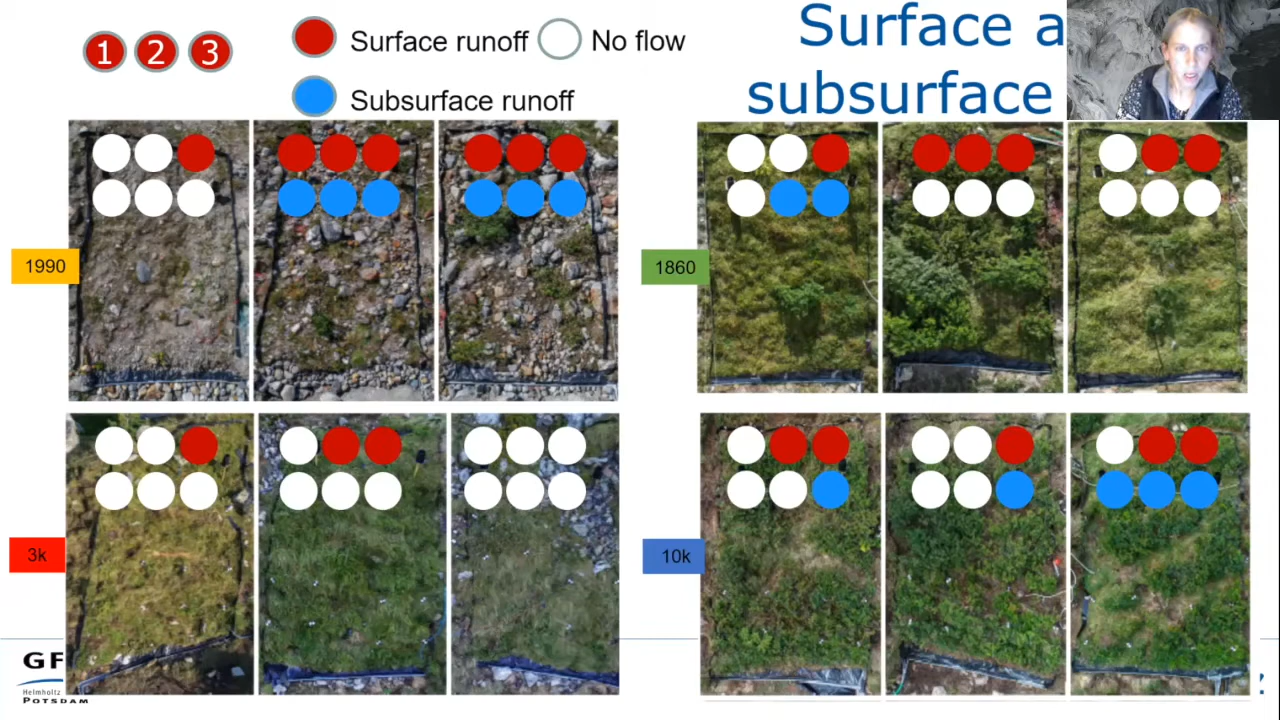 1 2 3
Surface runoff
No flow
Subsurface runoff
Surface a
subsurface
1990
1860
3k
10k
GF
Helmholtz
POTSDAM